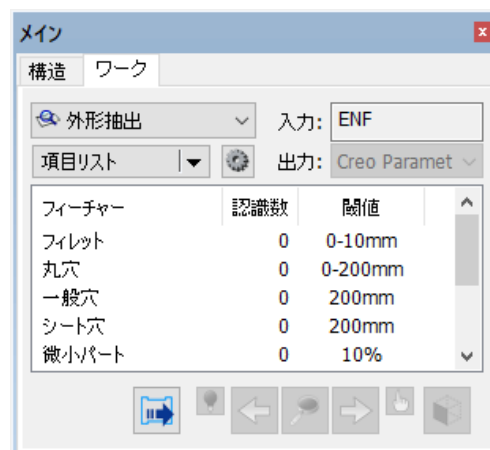 メイン
構造 ワーク
外形抽出 入力: ENF
項目リスト 出力: Creo Paramet
フィーチャー 認識数 閾値
フィレット 0 0-10mm
丸穴 0 0-200mm
一般穴 0 200mm
シート穴 0 200mm
微小パート 0 10%